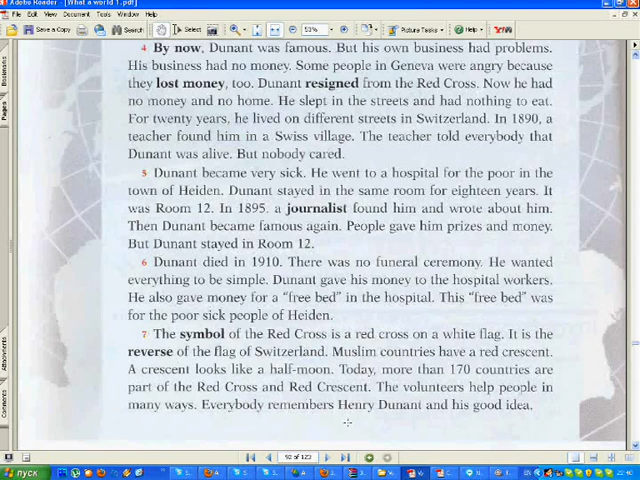 Adobe Reader - [What a world 1.pdf]
File Edit View Document Tools Window Help
Save a Copy Search Select 53% Picture Tasks Help Y!
Bookmarks
Pages
Attachments
Comments
4 By now, Dunant was famous. But his own business had problems.
His business had no money. Some people in Geneva were angry because
they lost money, too. Dunant resigned from the Red Cross. Now he had
no money and no home. He slept in the streets and had nothing to eat.
For twenty years, he lived on different streets in Switzerland. In 1890, a
teacher found him in a Swiss village. The teacher told everybody that
Dunant was alive. But nobody cared.
5 Dunant became very sick. He went to a hospital for the poor in the
town of Heiden. Dunant stayed in the same room for eighteen years. It
was Room 12. In 1895, a journalist found him and wrote about him.
Then Dunant became famous again. People gave him prizes and money.
But Dunant stayed in Room 12.
6 Dunant died in 1910. There was no funeral ceremony. He wanted
everything to be simple. Dunant gave his money to the hospital workers.
He also gave money for a “free bed” in the hospital. This “free bed” was
for the poor sick people of Heiden.
7 The symbol of the Red Cross is a red cross on a white flag. It is the
reverse of the flag of Switzerland. Muslim countries have a red crescent.
A crescent looks like a half-moon. Today, more than 170 countries are
part of the Red Cross and Red Crescent. The volunteers help people in
many ways. Everybody remembers Henry Dunant and his good idea.
92 of 123
пуск EN